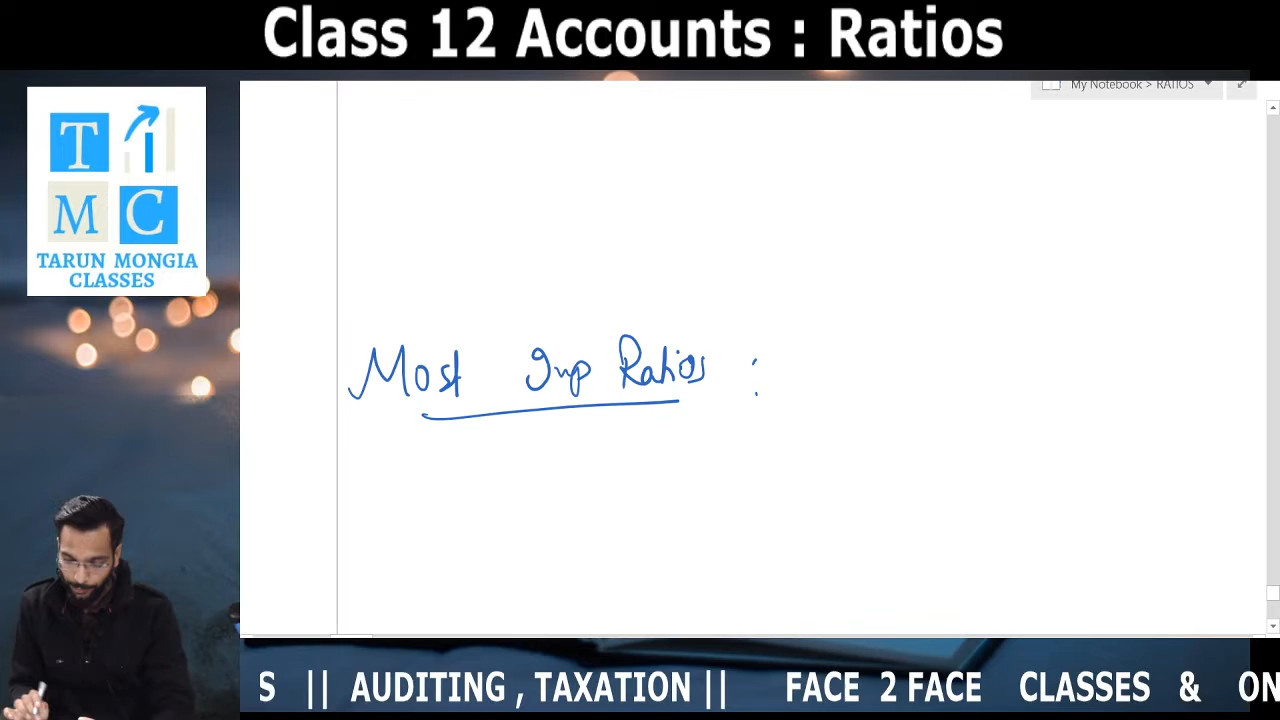 Class 12 Accounts : Ratios
My Notebook > RATIOS
T
M C
TARUN MONGIA
CLASSES
Most Imp Ratios :
S || AUDITING , TAXATION || FACE 2 FACE CLASSES & ON